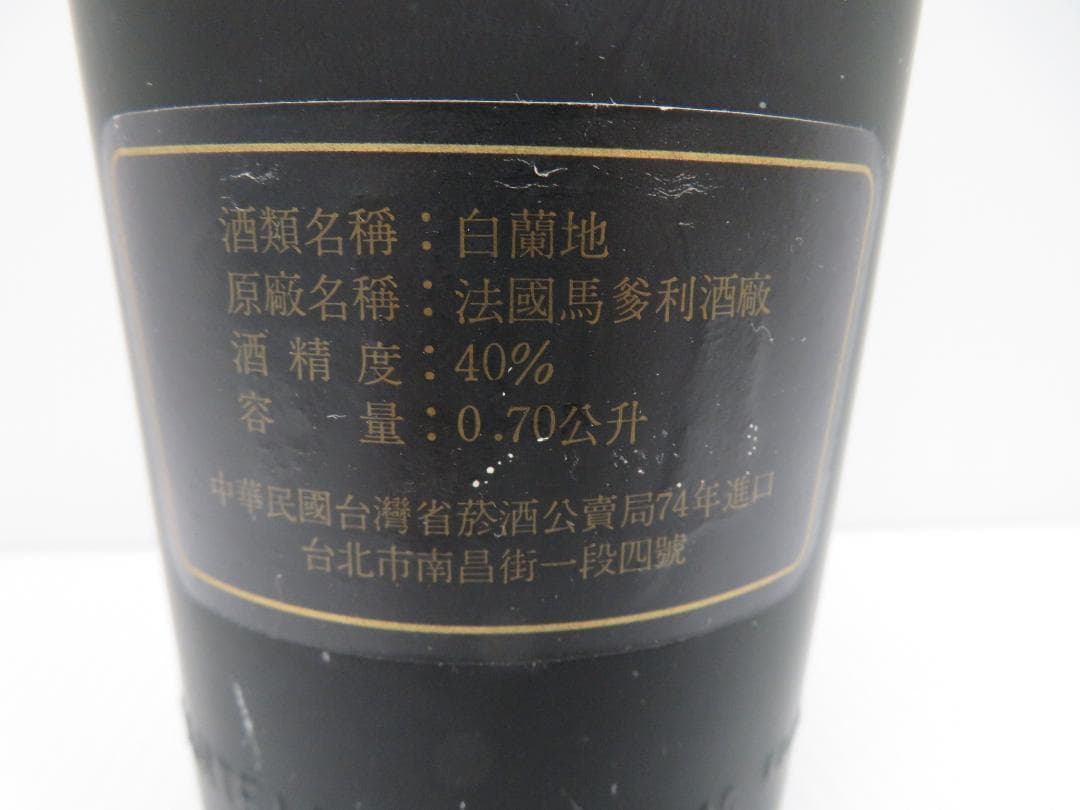 酒類名稱：白蘭地
原廠名稱：法國馬爹利酒廠
酒精度：40%
容量：0.70公升
中華民國台灣省菸酒公賣局74年進口
台北市南昌街一段四號